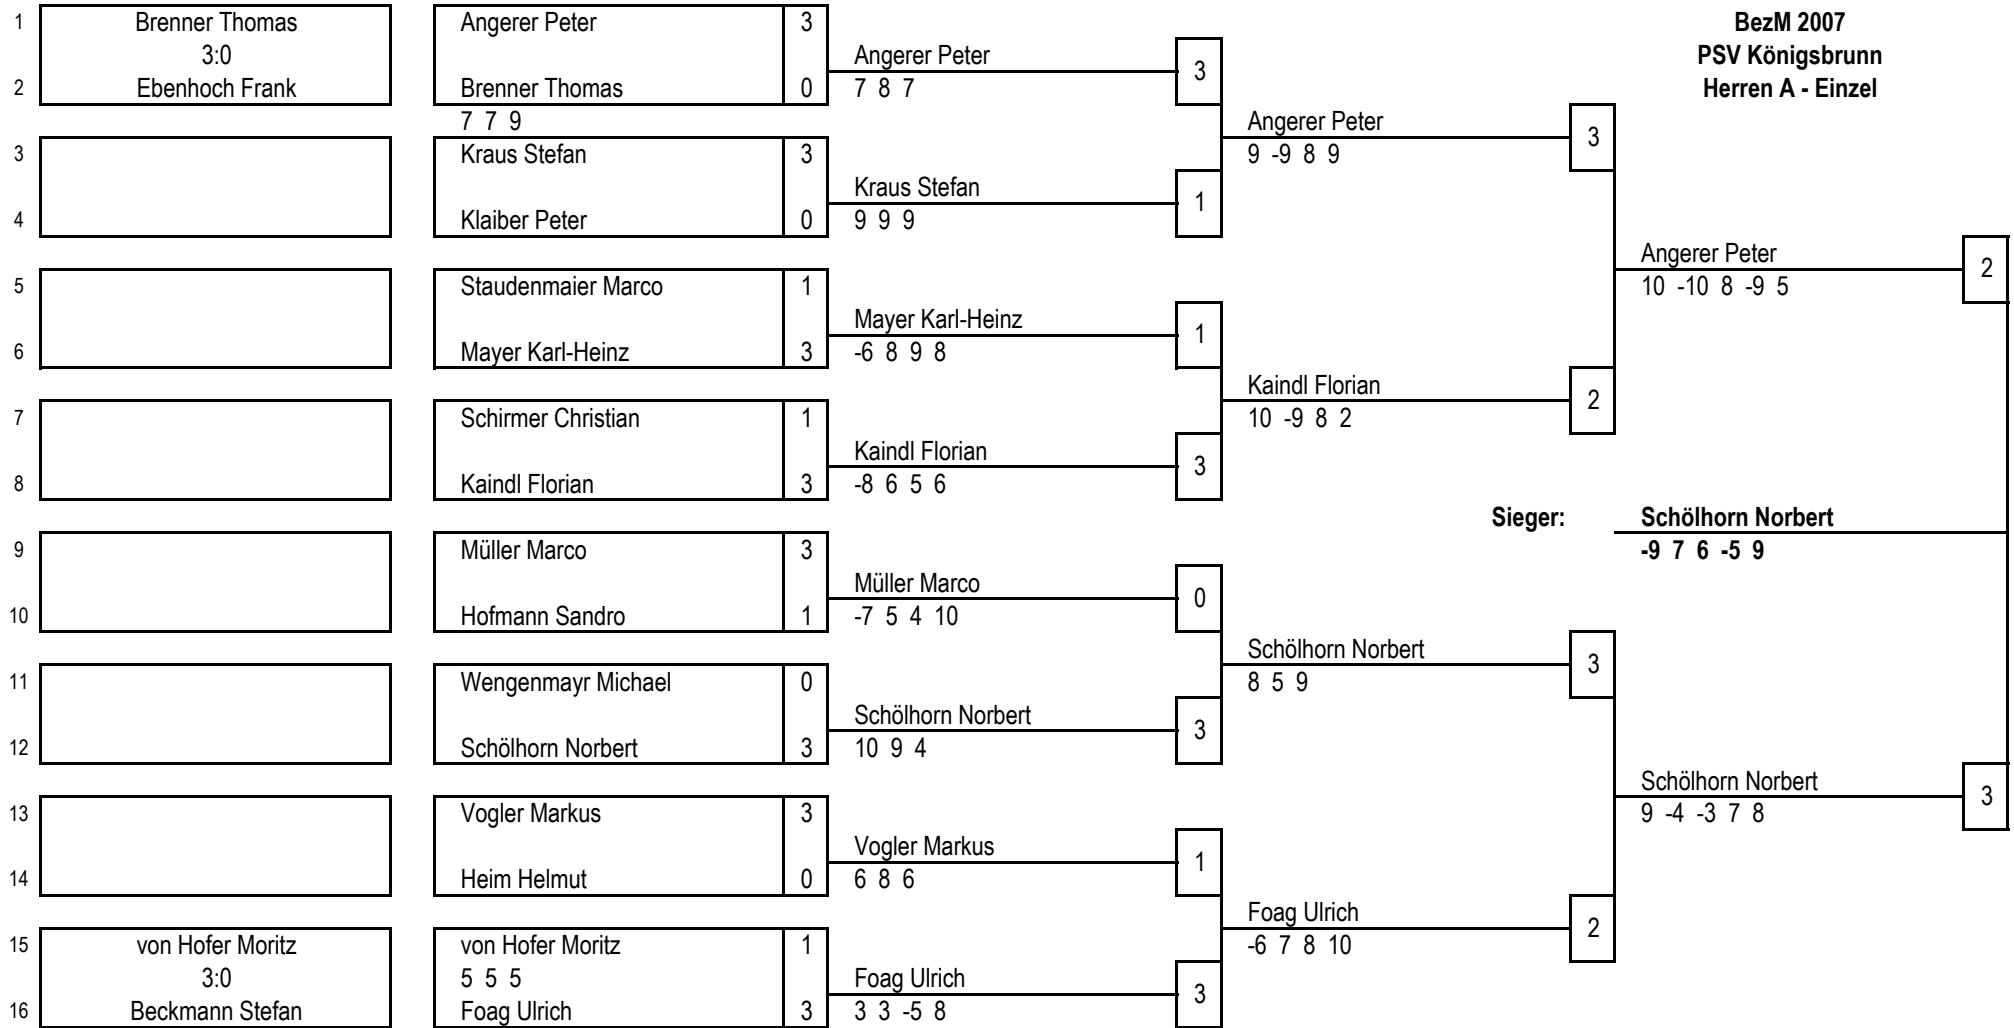 BezM 2007
PSV Königsbrunn
Herren A - Einzel
1
Brenner Thomas
3:0
2
Ebenhoch Frank
Angerer Peter 3
Brenner Thomas 0
7 7 9
3
4
Kraus Stefan 3
Klaiber Peter 0
5
6
Staudenmaier Marco 1
Mayer Karl-Heinz 3
7
8
Schirmer Christian 1
Kaindl Florian 3
9
10
Müller Marco 3
Hofmann Sandro 1
11
12
Wengenmayr Michael 0
Schölhorn Norbert 3
13
14
Vogler Markus 3
Heim Helmut 0
15
von Hofer Moritz
3:0
16
Beckmann Stefan
von Hofer Moritz 1
5 5 5
Foag Ulrich 3
Angerer Peter 3
7 8 7
Kraus Stefan 1
9 9 9
Mayer Karl-Heinz 1
-6 8 9 8
Kaindl Florian 3
-8 6 5 6
Müller Marco 0
-7 5 4 10
Schölhorn Norbert 3
10 9 4
Vogler Markus 1
6 8 6
Foag Ulrich 3
3 3 -5 8
Angerer Peter 3
9 -9 8 9
Kaindl Florian 2
10 -9 8 2
Schölhorn Norbert 3
8 5 9
Foag Ulrich 2
-6 7 8 10
Angerer Peter 2
10 -10 8 -9 5
Sieger: Schölhorn Norbert
-9 7 6 -5 9
Schölhorn Norbert 3
9 -4 -3 7 8